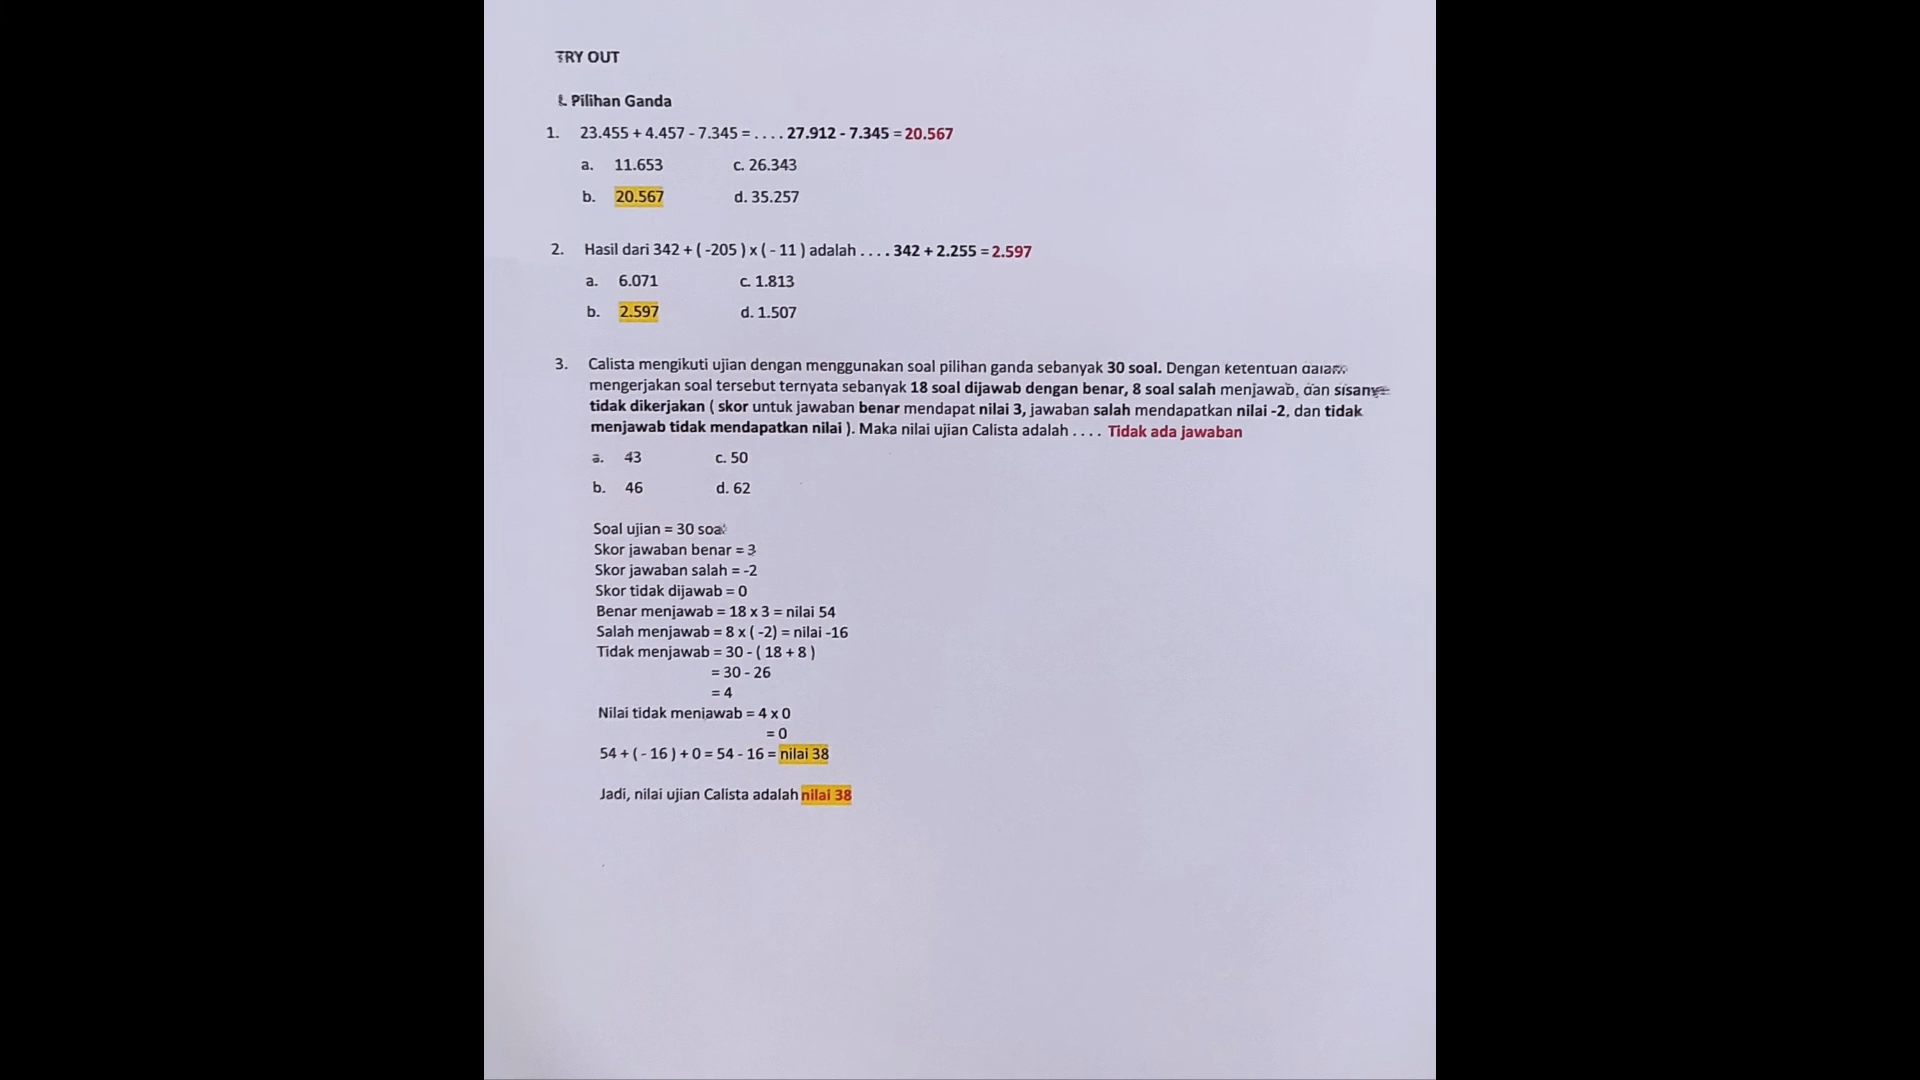 TRY OUT
Pilihan Ganda
1. 23.455 + 4.457 - 7.345 = . . . . 27.912 - 7.345 = 20.567
a. 11.653 c. 26.343
b. 20.567 d. 35.257
2. Hasil dari 342 + ( -205 ) x ( - 11 ) adalah . . . . 342 + 2.255 = 2.597
a. 6.071 c. 1.813
b. 2.597 d. 1.507
3. Calista mengikuti ujian dengan menggunakan soal pilihan ganda sebanyak 30 soal. Dengan ketentuan dalam
mengerjakan soal tersebut ternyata sebanyak 18 soal dijawab dengan benar, 8 soal salah menjawab, dan sisanya
tidak dikerjakan ( skor untuk jawaban benar mendapat nilai 3, jawaban salah mendapatkan nilai -2, dan tidak
menjawab tidak mendapatkan nilai ). Maka nilai ujian Calista adalah . . . . Tidak ada jawaban
a. 43 c. 50
b. 46 d. 62
Soal ujian = 30 soal
Skor jawaban benar = 3
Skor jawaban salah = -2
Skor tidak dijawab = 0
Benar menjawab = 18 x 3 = nilai 54
Salah menjawab = 8 x ( -2) = nilai -16
Tidak menjawab = 30 - ( 18 + 8 )
= 30 - 26
= 4
Nilai tidak menjawab = 4 x 0
= 0
54 + ( - 16 ) + 0 = 54 - 16 = nilai 38
Jadi, nilai ujian Calista adalah nilai 38